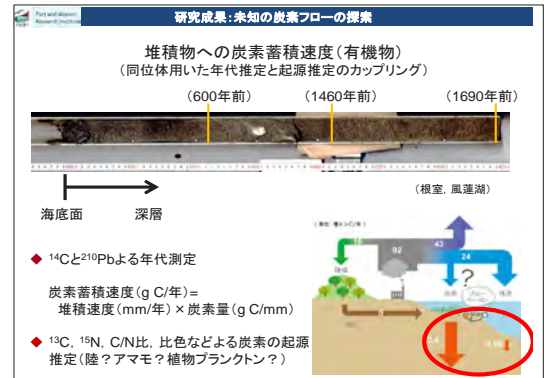 Port and Airport
Research Institute
研究成果：未知の炭素フローの探索
堆積物への炭素蓄積速度（有機物）
（同位体用いた年代推定と起源推定のカップリング）
（600年前）
（1460年前）
（1690年前）
海底面
深層
（根室，風蓮湖）
◆ ¹⁴Cと²¹⁰Pbよる年代測定
炭素蓄積速度（g C/年）＝
堆積速度（mm/年）×炭素量（g C/mm）
◆ ¹³C，¹⁵N，C/N比，比色などよる炭素の起源
推定（陸？アマモ？植物プランクトン？）
92
43
24
?